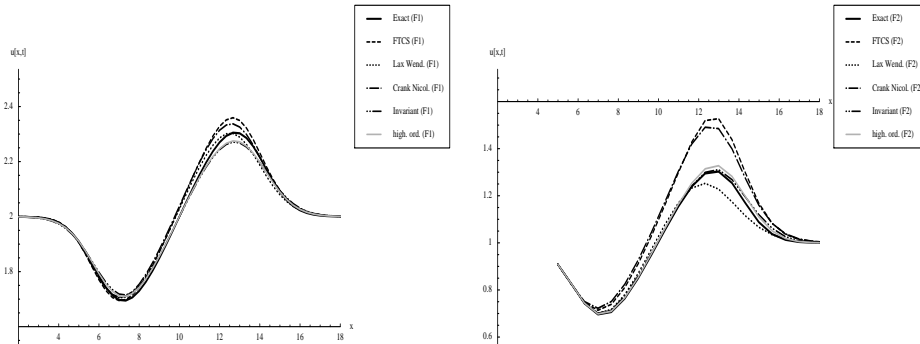 Exact (F1)
FTCS (F1)
Lax Wend. (F1)
Crank Nicol. (F1)
Invariant (F1)
high. ord. (F1)
u[x,t]
2.4
2.2
2
1.8
4 6 8 10 12 14 16 18
x
Exact (F2)
FTCS (F2)
Lax Wend. (F2)
Crank Nicol. (F2)
Invariant (F2)
high. ord. (F2)
u[x,t]
x
4 6 8 10 12 14 16 18
1.4
1.2
1
0.8
0.6